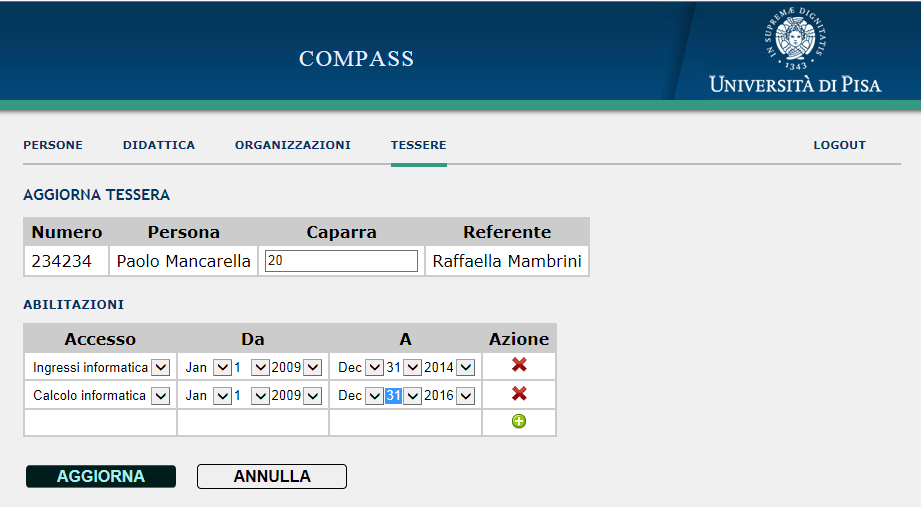 COMPASS
IN SUPREMÆ DIGNITATIS
· 1343 ·
UNIVERSITÀ DI PISA
PERSONE DIDATTICA ORGANIZZAZIONI TESSERE LOGOUT
AGGIORNA TESSERA
Numero Persona Caparra Referente
234234 Paolo Mancarella 20 Raffaella Mambrini
ABILITAZIONI
Accesso Da A Azione
Ingressi informatica Jan 1 2009 Dec 31 2014
Calcolo informatica Jan 1 2009 Dec 31 2016
AGGIORNA ANNULLA